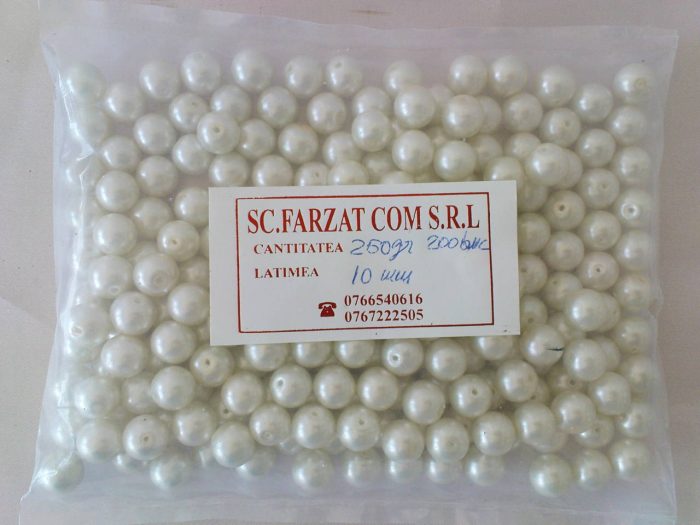 SC.FARZAT COM S.R.L
CANTITATEA 250gr 200buc
LATIMEA 10 mm
0766540616
0767222505